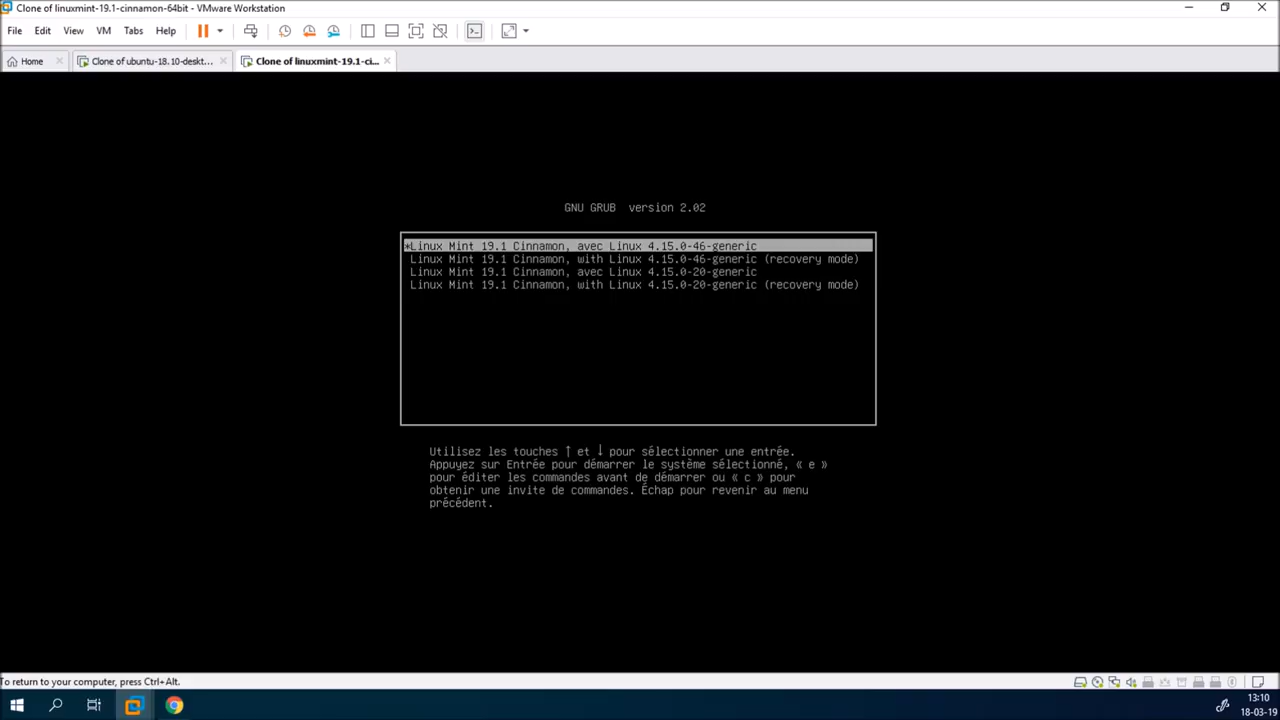 Clone of linuxmint-19.1-cinnamon-64bit - VMware Workstation
File Edit View VM Tabs Help
Home Clone of ubuntu-18.10-deskt... Clone of linuxmint-19.1-ci...
GNU GRUB version 2.02
*Linux Mint 19.1 Cinnamon, avec Linux 4.15.0-46-generic
Linux Mint 19.1 Cinnamon, with Linux 4.15.0-46-generic (recovery mode)
Linux Mint 19.1 Cinnamon, avec Linux 4.15.0-20-generic
Linux Mint 19.1 Cinnamon, with Linux 4.15.0-20-generic (recovery mode)
Utilisez les touches ↑ et ↓ pour sélectionner une entrée.
Appuyez sur Entrée pour démarrer le système sélectionné, « e »
pour éditer les commandes avant de démarrer ou « c » pour
obtenir une invite de commandes. Échap pour revenir au menu
précédent.
To return to your computer, press Ctrl+Alt.
13:10
18-03-19